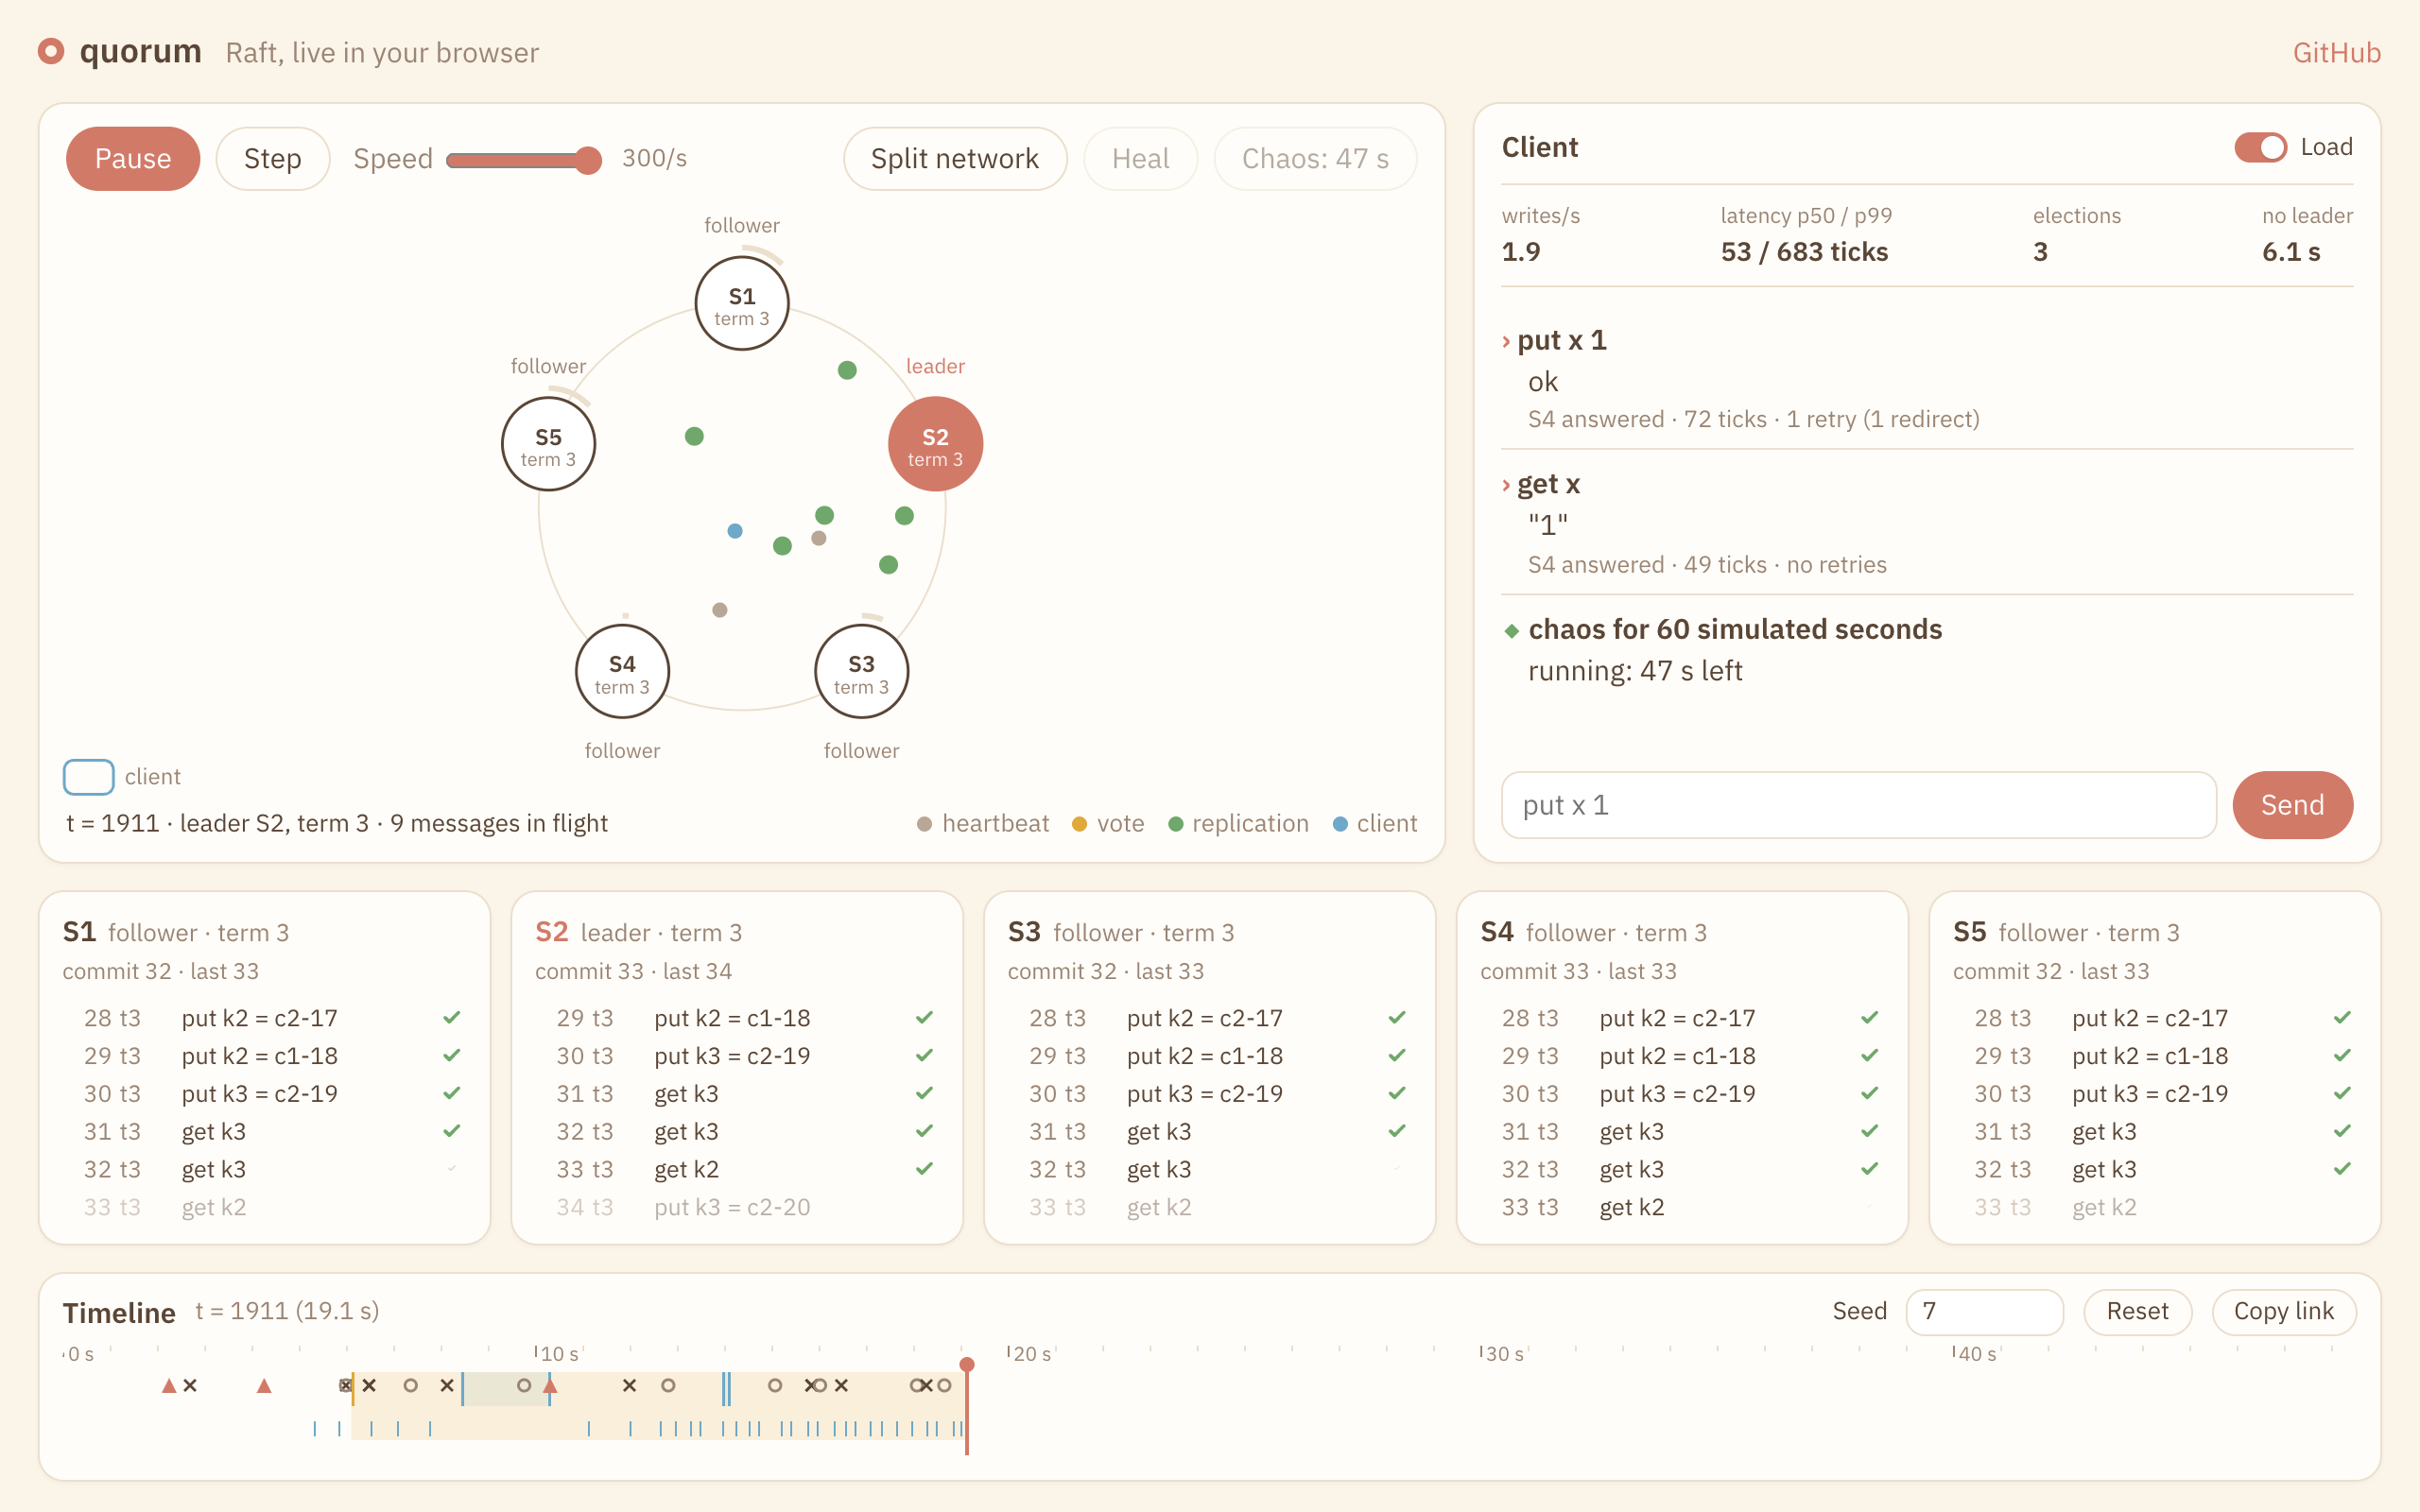 quorum Raft, live in your browser GitHub
Pause Step Speed 300/s Split network Heal Chaos: 47 s
follower
S1
term 3
follower
leader
S5
term 3
S2
term 3
S4
term 3
S3
term 3
follower
follower
client
t = 1911 · leader S2, term 3 · 9 messages in flight
heartbeat vote replication client
Client Load
writes/s latency p50 / p99 elections no leader
1.9 53 / 683 ticks 3 6.1 s
› put x 1
ok
S4 answered · 72 ticks · 1 retry (1 redirect)
› get x
"1"
S4 answered · 49 ticks · no retries
chaos for 60 simulated seconds
running: 47 s left
put x 1 Send
S1 follower · term 3
commit 32 · last 33
28 t3 put k2 = c2-17
29 t3 put k2 = c1-18
30 t3 put k3 = c2-19
31 t3 get k3
32 t3 get k3
33 t3 get k2
S2 leader · term 3
commit 33 · last 34
29 t3 put k2 = c1-18
30 t3 put k3 = c2-19
31 t3 get k3
32 t3 get k3
33 t3 get k2
34 t3 put k3 = c2-20
S3 follower · term 3
commit 32 · last 33
28 t3 put k2 = c2-17
29 t3 put k2 = c1-18
30 t3 put k3 = c2-19
31 t3 get k3
32 t3 get k3
33 t3 get k2
S4 follower · term 3
commit 33 · last 33
28 t3 put k2 = c2-17
29 t3 put k2 = c1-18
30 t3 put k3 = c2-19
31 t3 get k3
32 t3 get k3
33 t3 get k2
S5 follower · term 3
commit 32 · last 33
28 t3 put k2 = c2-17
29 t3 put k2 = c1-18
30 t3 put k3 = c2-19
31 t3 get k3
32 t3 get k3
33 t3 get k2
Timeline t = 1911 (19.1 s) Seed 7 Reset Copy link
0 s 10 s 20 s 30 s 40 s